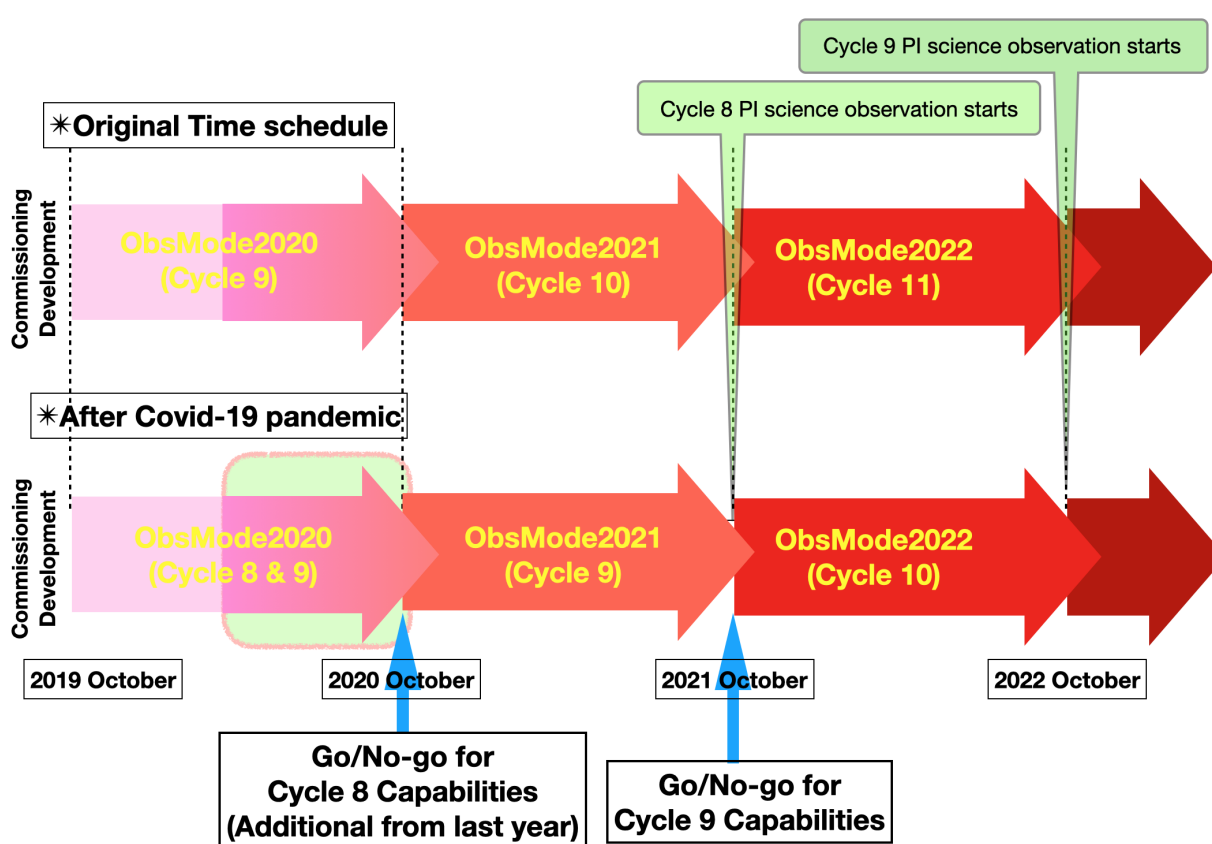 Cycle 9 PI science observation starts
Cycle 8 PI science observation starts
✴Original Time schedule
Commissioning
Development
ObsMode2020
(Cycle 9)
ObsMode2021
(Cycle 10)
ObsMode2022
(Cycle 11)
✴After Covid-19 pandemic
Commissioning
Development
ObsMode2020
(Cycle 8 & 9)
ObsMode2021
(Cycle 9)
ObsMode2022
(Cycle 10)
2019 October
2020 October
2021 October
2022 October
Go/No-go for
Cycle 8 Capabilities
(Additional from last year)
Go/No-go for
Cycle 9 Capabilities